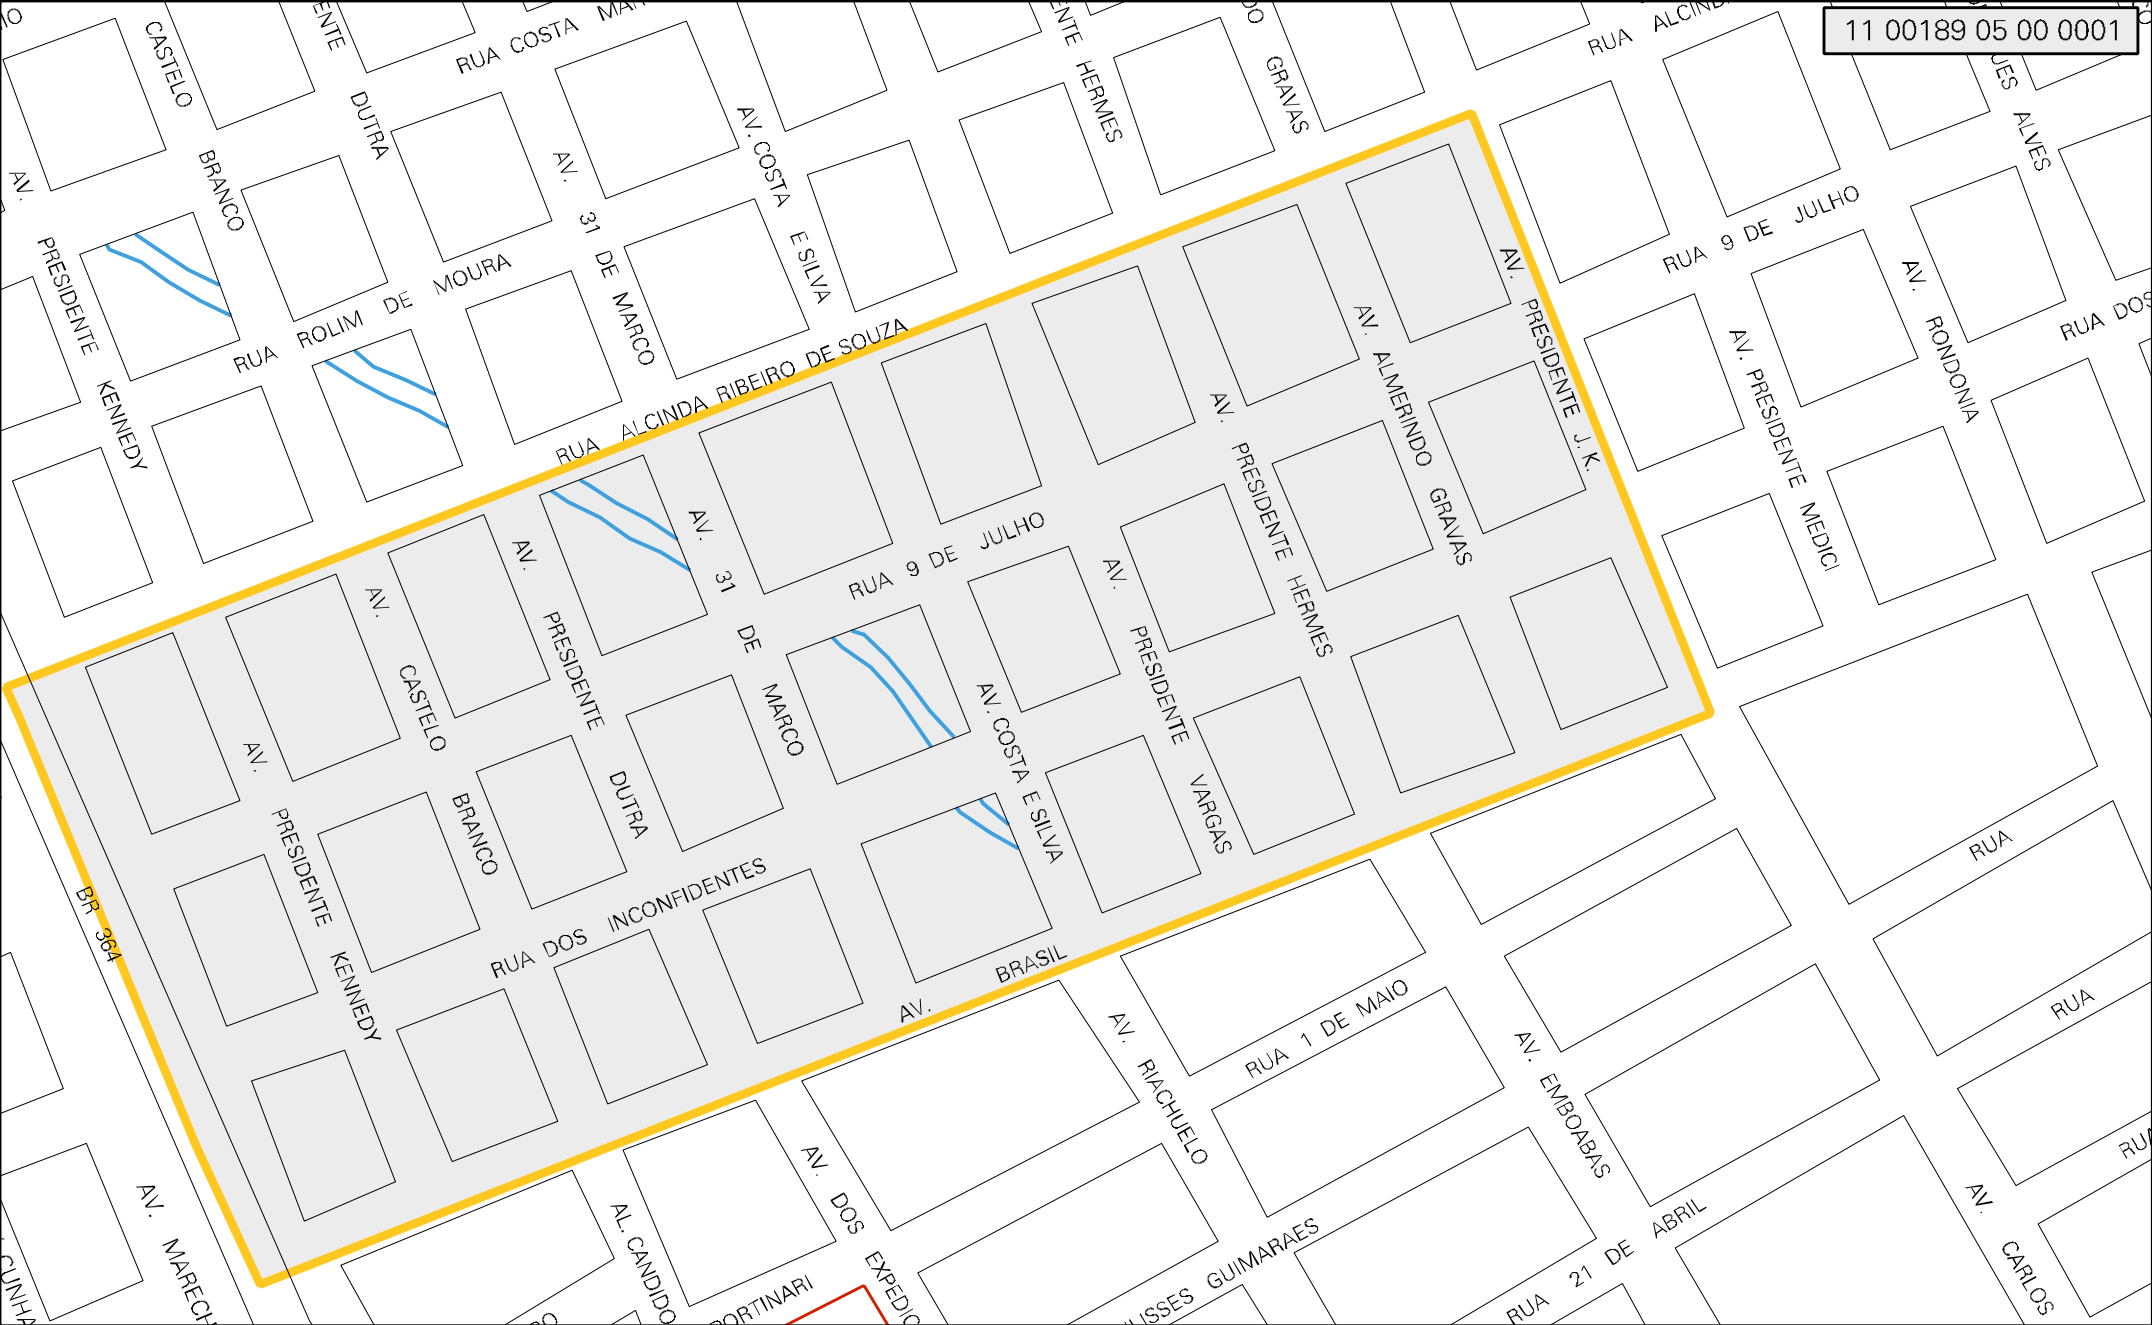 11 00189 05 00 0001
RUA COSTA
RUA
CASTELO BRANCO
DUTRA
AV. 31 DE MARCO
AV. COSTA E SILVA
HERMES
GRAVAS
ALVES
AV. PRESIDENTE KENNEDY
RUA ROLIM DE MOURA
RUA 9 DE JULHO
RUA DOS
RUA ALCINDA RIBEIRO DE SOUZA
AV. PRESIDENTE J. K.
AV. RONDONIA
AV. PRESIDENTE MEDICI
AV. ALMERINDO GRAVAS
AV. PRESIDENTE HERMES
AV. PRESIDENTE VARGAS
RUA 9 DE JULHO
AV. 31 DE MARCO
AV. PRESIDENTE DUTRA
AV. CASTELO BRANCO
AV. COSTA E SILVA
AV. PRESIDENTE KENNEDY
BR 364
RUA DOS INCONFIDENTES
AV. BRASIL
RUA
RUA
AV. RIACHUELO
RUA 1 DE MAIO
AV. EMBOABAS
RUA 21 DE ABRIL
AV. CARLOS
AV. DOS
AL. CANDIDO
GUIMARAES
AV.